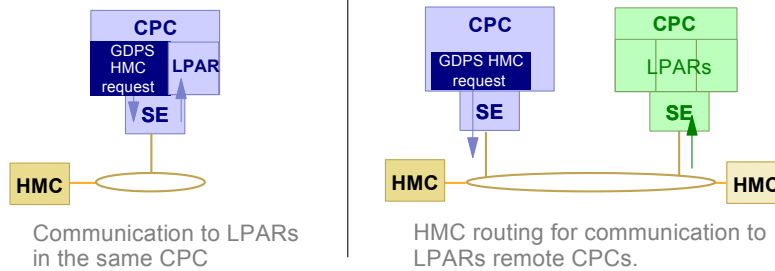 CPC
GDPS
HMC
request
LPAR
SE
HMC
Communication to LPARs
in the same CPC
CPC
GDPS HMC
request
SE
CPC
LPARs
SE
HMC
HMC
HMC routing for communication to
LPARs remote CPCs.